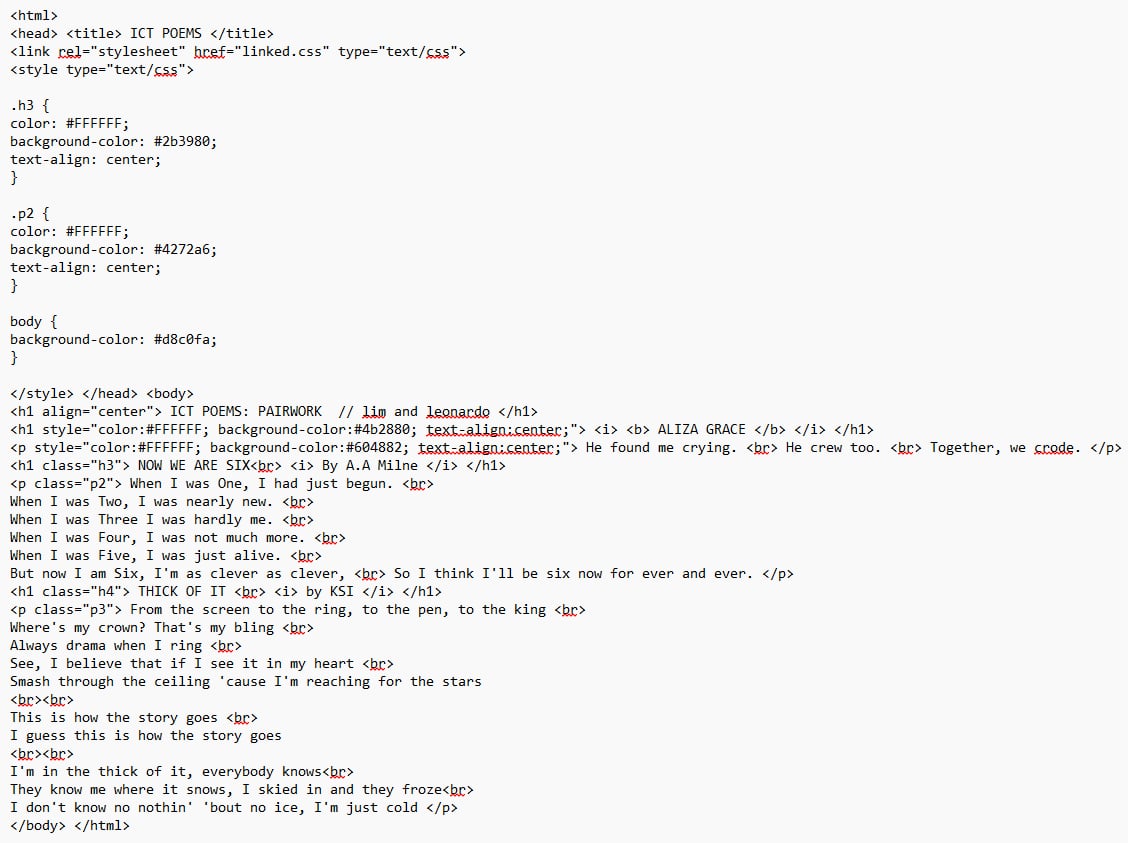 <html>
<head> <title> ICT POEMS </title>
<link rel="stylesheet" href="linked.css" type="text/css">
<style type="text/css">
.h3 {
color: #FFFFFF;
background-color: #2b3980;
text-align: center;
}
.p2 {
color: #FFFFFF;
background-color: #4272a6;
text-align: center;
}
body {
background-color: #d8c0fa;
}
</style> </head> <body>
<h1 align="center"> ICT POEMS: PAIRWORK  // lim and leonardo </h1>
<h1 style="color:#FFFFFF; background-color:#4b2880; text-align:center;"> <i> <b> ALIZA GRACE </b> </i> </h1>
<p style="color:#FFFFFF; background-color:#604882; text-align:center;"> He found me crying. <br> He crew too. <br> Together, we crode. </p>
<h1 class="h3"> NOW WE ARE SIX<br> <i> By A.A Milne </i> </h1>
<p class="p2"> When I was One, I had just begun. <br>
When I was Two, I was nearly new. <br>
When I was Three I was hardly me. <br>
When I was Four, I was not much more. <br>
When I was Five, I was just alive. <br>
But now I am Six, I'm as clever as clever, <br> So I think I'll be six now for ever and ever. </p>
<h1 class="h4"> THICK OF IT <br> <i> by KSI </i> </h1>
<p class="p3"> From the screen to the ring, to the pen, to the king <br>
Where's my crown? That's my bling <br>
Always drama when I ring <br>
See, I believe that if I see it in my heart <br>
Smash through the ceiling 'cause I'm reaching for the stars
<br><br>
This is how the story goes <br>
I guess this is how the story goes
<br><br>
I'm in the thick of it, everybody knows<br>
They know me where it snows, I skied in and they froze<br>
I don't know no nothin' 'bout no ice, I'm just cold </p>
</body> </html>